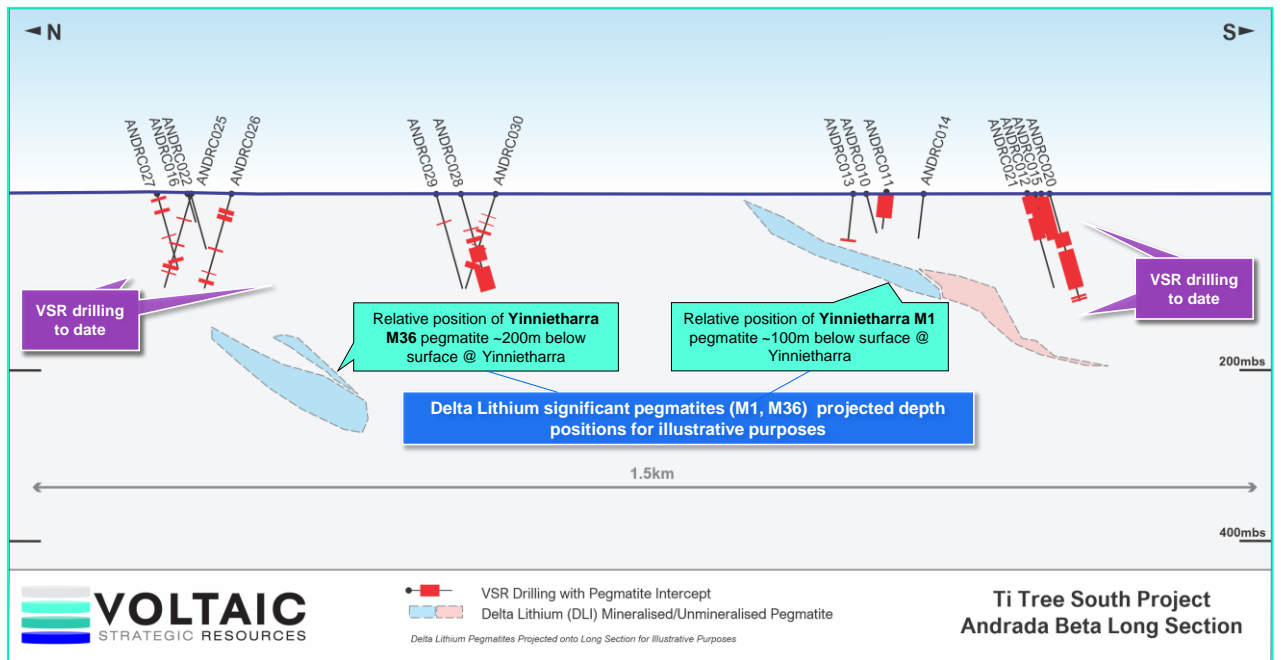 N
S
ANDRC027
ANDRC016
ANDRC022
ANDRC025
ANDRC026
ANDRC029
ANDRC028
ANDRC030
ANDRC013
ANDRC010
ANDRC011
ANDRC014
ANDRC021
ANDRC012
ANDRC015
ANDRC020
VSR drilling
to date
Relative position of Yinnietharra
M36 pegmatite ~200m below
surface @ Yinnietharra
Relative position of Yinnietharra M1
pegmatite ~100m below surface @
Yinnietharra
VSR drilling
to date
200mbs
Delta Lithium significant pegmatites (M1, M36) projected depth
positions for illustrative purposes
1.5km
400mbs
VOLTAIC
STRATEGIC RESOURCES
VSR Drilling with Pegmatite Intercept
Delta Lithium (DLI) Mineralised/Unmineralised Pegmatite
Delta Lithium Pegmatites Projected onto Long Section for Illustrative Purposes
Ti Tree South Project
Andrada Beta Long Section